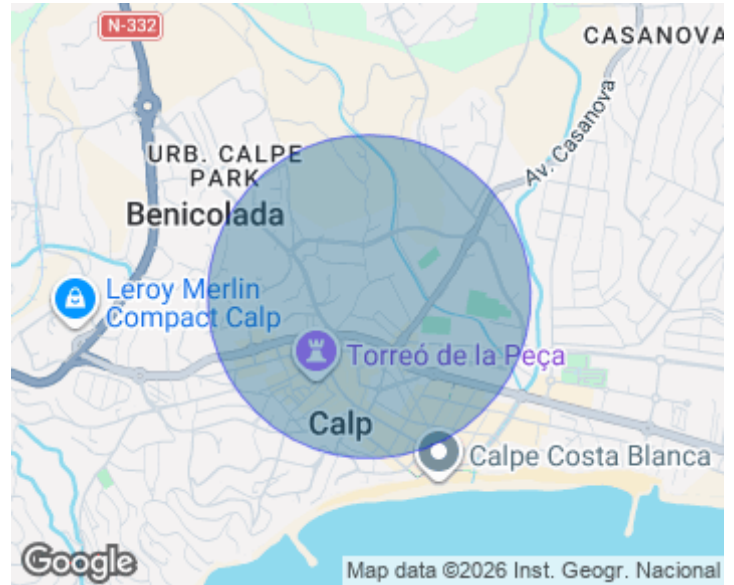 N-332
CASANOVA
Av. Casanova
URB. CALPE
PARK
Benicolada
Leroy Merlin
Compact Calp
Torreó de la Peça
Calp
Calpe Costa Blanca
Google
Map data ©2026 Inst. Geogr. Nacional